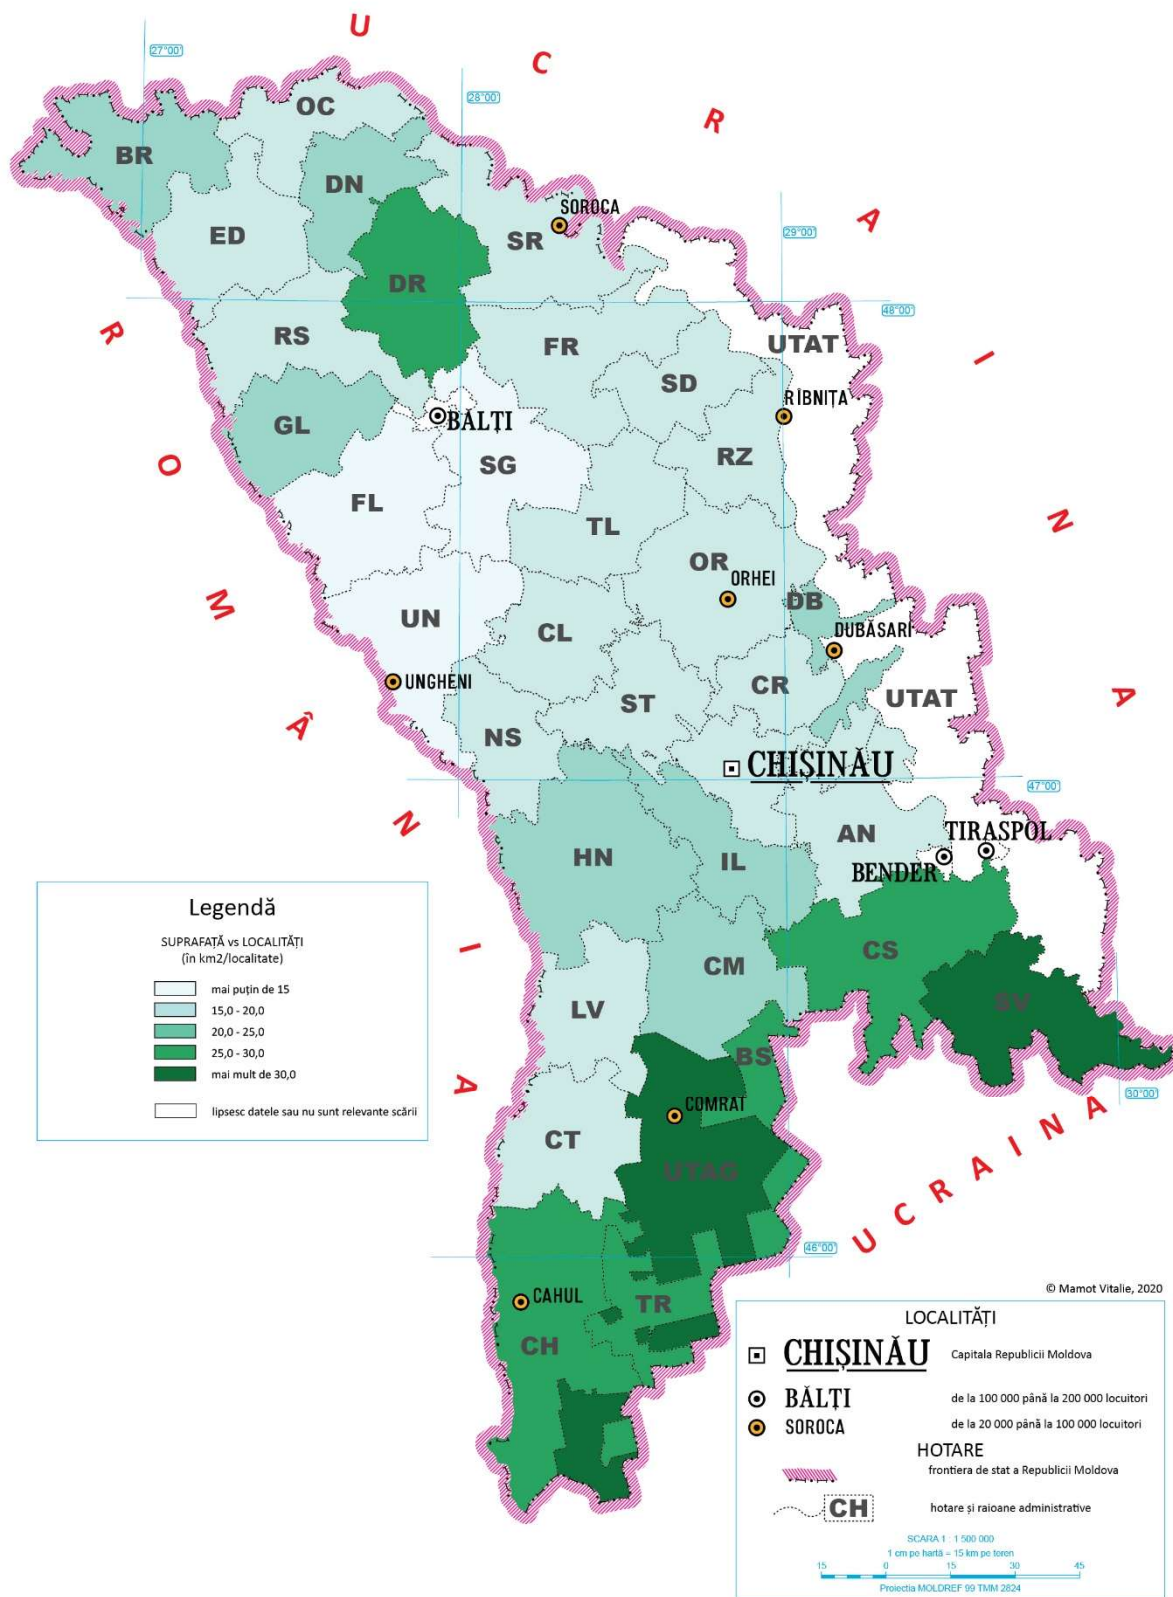 U C R A I N A
27°00'
28°00'
OC
BR
DN
SOROCA
ED
SR
29°00'
DR
48°00'
R O M Â N I A
RS
FR
UTAT
SD
RÎBNIȚA
GL
BĂLȚI
SG
RZ
FL
TL
OR
ORHEI
DB
UN
CL
DUBĂSARI
UNGHENI
ST
CR
UTAT
NS
CHIȘINĂU
47°00'
HN
IL
AN
TIRASPOL
BENDER
CM
CS
LV
SV
BS
30°00'
COMRAT
CT
UTAG
U C R A I N A
46°00'
CAHUL
TR
CH
Legendă
SUPRAFAȚĂ vs LOCALITĂȚI
(în km2/localitate)
mai puțin de 15
15,0 - 20,0
20,0 - 25,0
25,0 - 30,0
mai mult de 30,0
lipsesc datele sau nu sunt relevante scării
© Mamot Vitalie, 2020
LOCALITĂȚI
CHIȘINĂU Capitala Republicii Moldova
BĂLȚI de la 100 000 până la 200 000 locuitori
SOROCA de la 20 000 până la 100 000 locuitori
HOTARE
frontiera de stat a Republicii Moldova
CH hotare și raioane administrative
SCARA 1 : 1 500 000
1 cm pe hartă = 15 km pe teren
15 0 15 30 45
Proiectia MOLDREF 99 TMM 2824